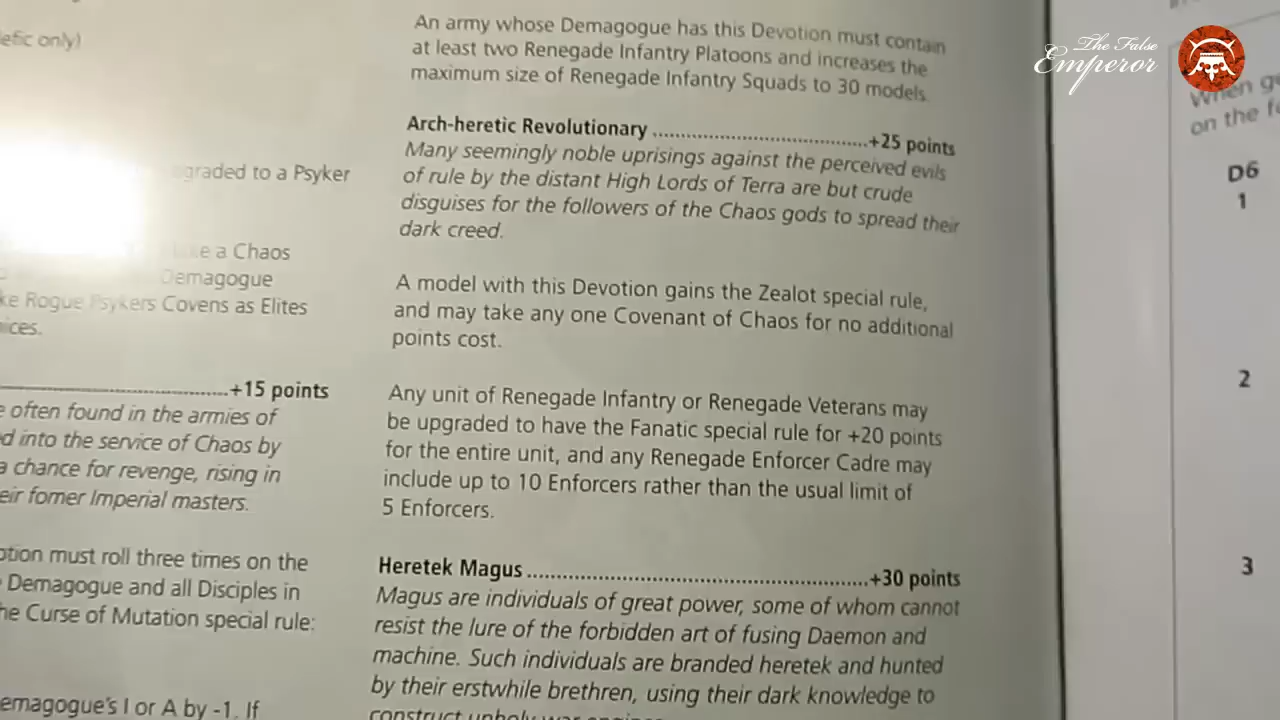 efic only)
graded to a Psyker
e a Chaos
Demagogue
ke Rogue Psykers Covens as Elites
ices.
+15 points
e often found in the armies of
d into the service of Chaos by
a chance for revenge, rising in
eir fomer Imperial masters.
otion must roll three times on the
Demagogue and all Disciples in
he Curse of Mutation special rule:
emagogue's I or A by -1. If
An army whose Demagogue has this Devotion must contain
at least two Renegade Infantry Platoons and increases the
maximum size of Renegade Infantry Squads to 30 models.
Arch-heretic Revolutionary ........................................ +25 points
Many seemingly noble uprisings against the perceived evils
of rule by the distant High Lords of Terra are but crude
disguises for the followers of the Chaos gods to spread their
dark creed.
A model with this Devotion gains the Zealot special rule,
and may take any one Covenant of Chaos for no additional
points cost.
Any unit of Renegade Infantry or Renegade Veterans may
be upgraded to have the Fanatic special rule for +20 points
for the entire unit, and any Renegade Enforcer Cadre may
include up to 10 Enforcers rather than the usual limit of
5 Enforcers.
Heretek Magus ............................................................ +30 points
Magus are individuals of great power, some of whom cannot
resist the lure of the forbidden art of fusing Daemon and
machine. Such individuals are branded heretek and hunted
by their erstwhile brethren, using their dark knowledge to
construct unholy war
The False
Emperor
When g
on the f
D6
1
2
3